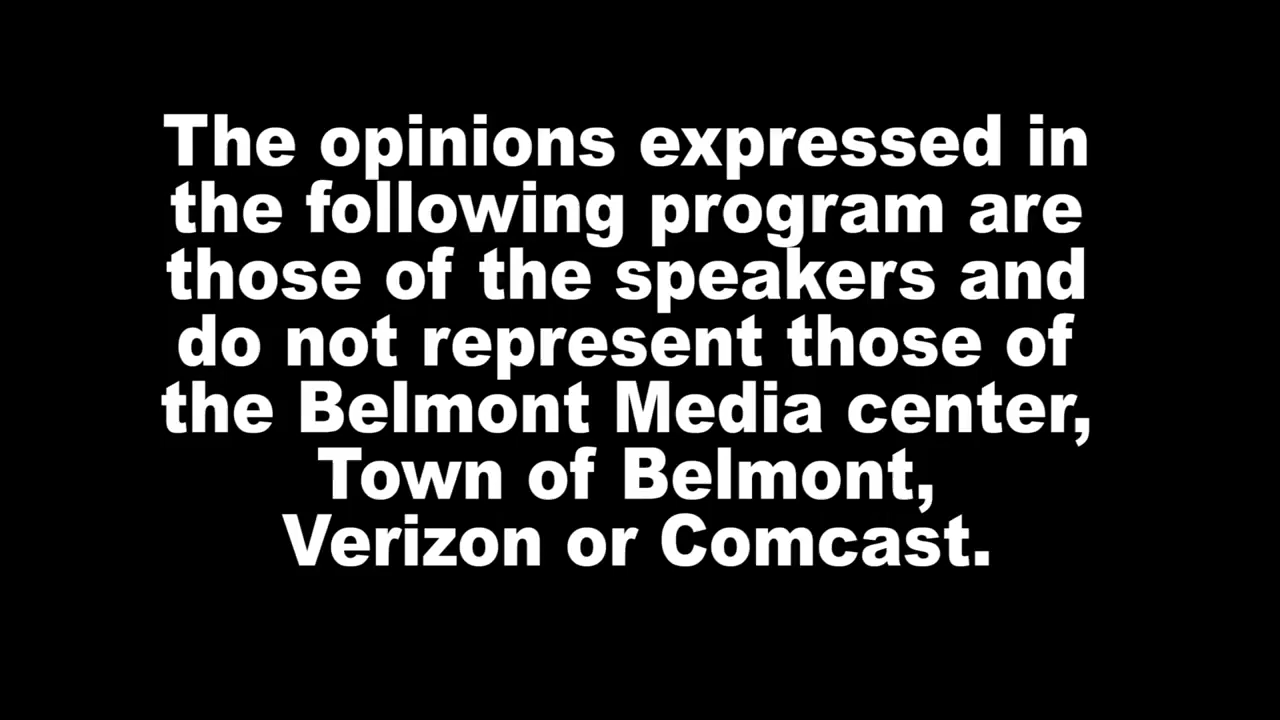 The opinions expressed in
the following program are
those of the speakers and
do not represent those of
the Belmont Media center,
Town of Belmont,
Verizon or Comcast.